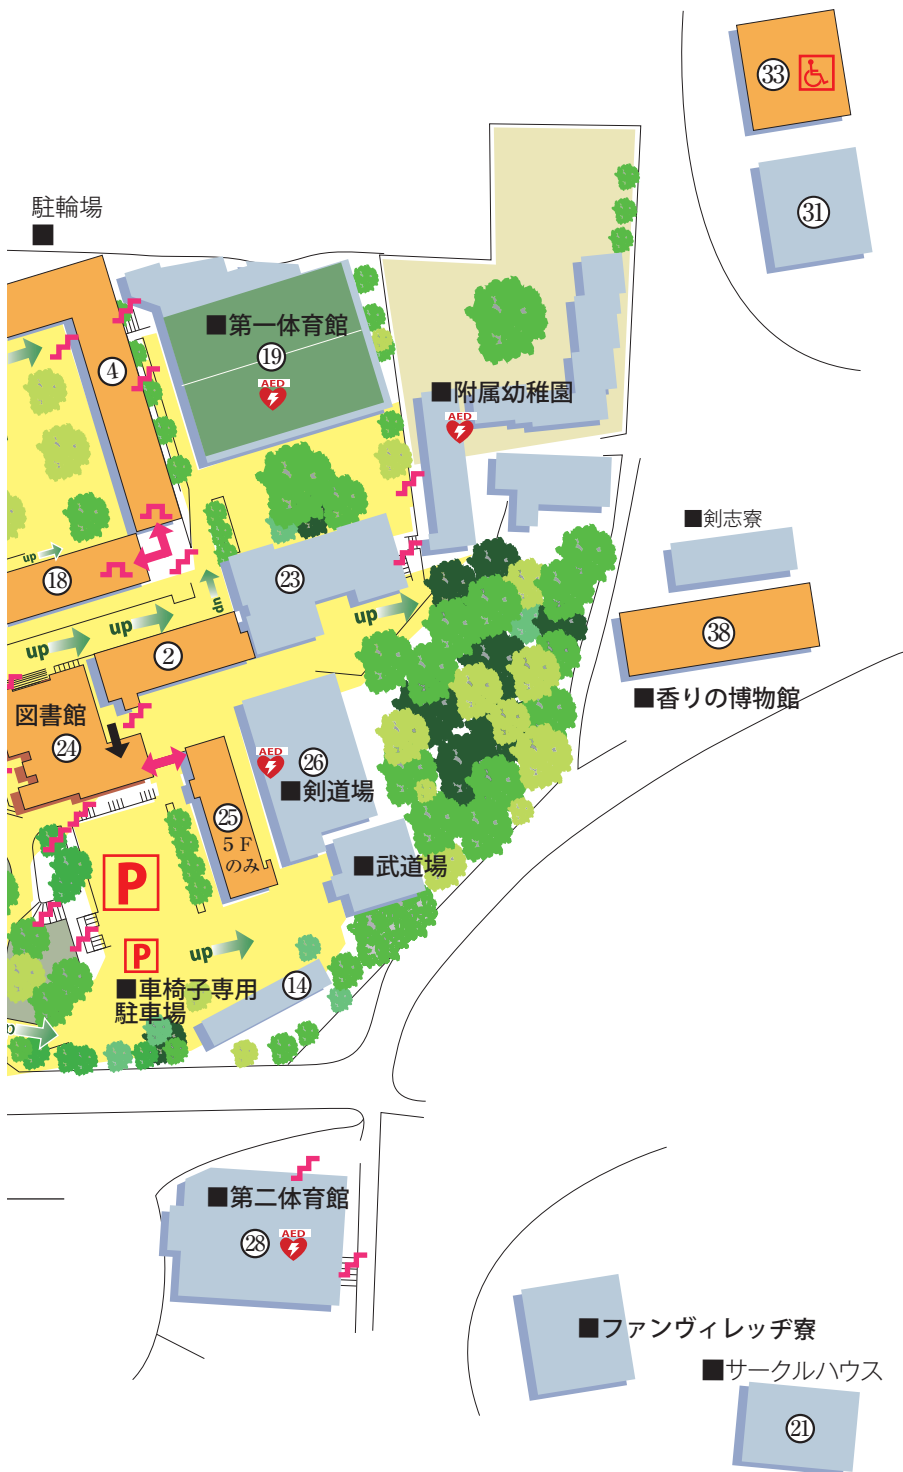 ㉝
㉛
駐輪場
■
■第一体育館
⑲
AED
④
■附属幼稚園
AED
■剣志寮
up
⑱
㉓
up
up
up
up
②
㊳
■香りの博物館
図書館
㉔
AED
㉖
■剣道場
㉕
5F
のみ
■武道場
P
up
P
■車椅子専用
駐車場
⑭
■第二体育館
㉘
AED
■ファンヴィレッヂ寮
■サークルハウス
㉑